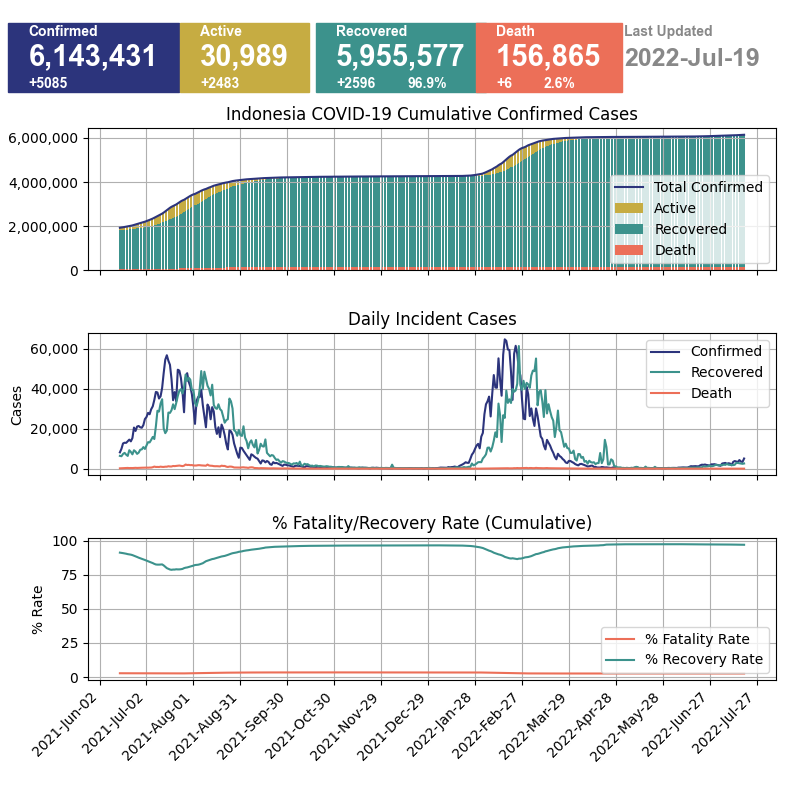 Confirmed Active Recovered Death Last Updated
6,143,431 30,989 5,955,577 156,865 2022-Jul-19
+5085 +2483 +2596 96.9% +6 2.6%
Indonesia COVID-19 Cumulative Confirmed Cases
6,000,000
4,000,000
2,000,000
0
Total Confirmed
Active
Recovered
Death
Daily Incident Cases
Cases
60,000
40,000
20,000
0
Confirmed
Recovered
Death
% Fatality/Recovery Rate (Cumulative)
% Rate
100
75
50
25
0
% Fatality Rate
% Recovery Rate
2021-Jun-02 2021-Jul-02 2021-Aug-01 2021-Aug-31 2021-Sep-30 2021-Oct-30 2021-Nov-29 2021-Dec-29 2022-Jan-28 2022-Feb-27 2022-Mar-29 2022-Apr-28 2022-May-28 2022-Jun-27 2022-Jul-27